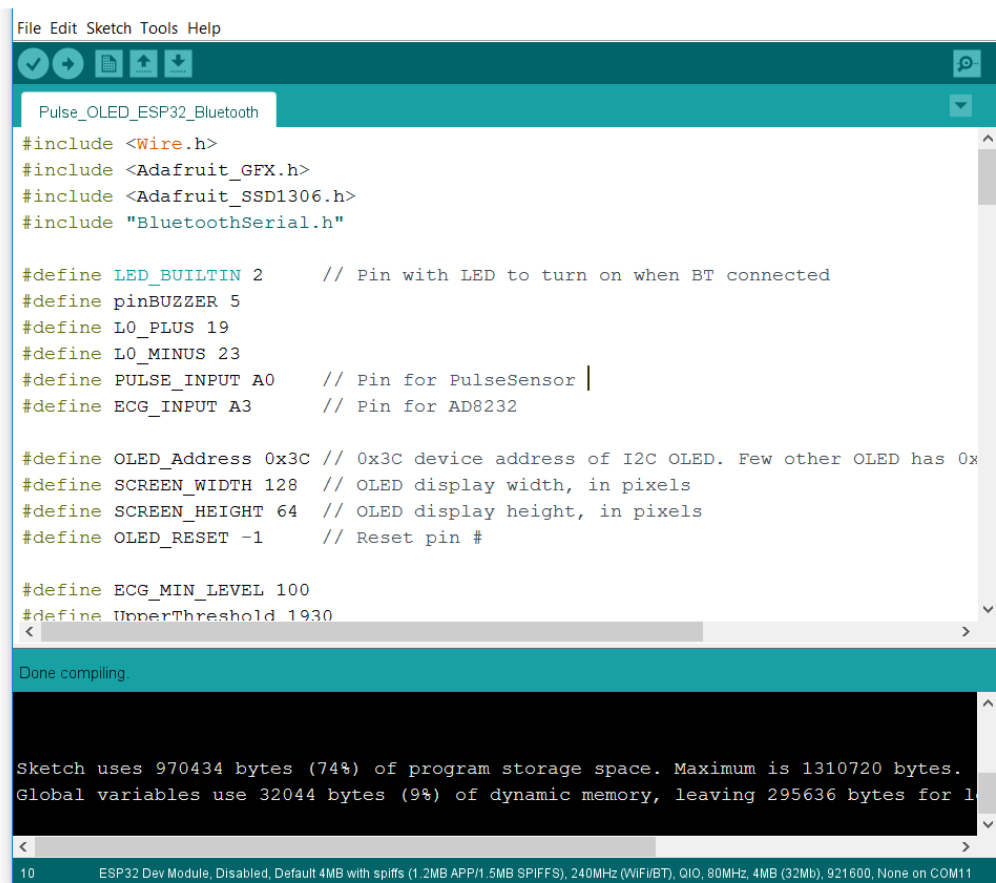 File Edit Sketch Tools Help
Pulse_OLED_ESP32_Bluetooth
#include <Wire.h>
#include <Adafruit_GFX.h>
#include <Adafruit_SSD1306.h>
#include "BluetoothSerial.h"
#define LED_BUILTIN 2 // Pin with LED to turn on when BT connected
#define pinBUZZER 5
#define L0_PLUS 19
#define L0_MINUS 23
#define PULSE_INPUT A0 // Pin for PulseSensor
#define ECG_INPUT A3 // Pin for AD8232
#define OLED_Address 0x3C // 0x3C device address of I2C OLED. Few other OLED has 0x
#define SCREEN_WIDTH 128 // OLED display width, in pixels
#define SCREEN_HEIGHT 64 // OLED display height, in pixels
#define OLED_RESET -1 // Reset pin #
#define ECG_MIN_LEVEL 100
#define UpperThreshold 1930
Done compiling.
Sketch uses 970434 bytes (74%) of program storage space. Maximum is 1310720 bytes.
Global variables use 32044 bytes (9%) of dynamic memory, leaving 295636 bytes for l
10 ESP32 Dev Module, Disabled, Default 4MB with spiffs (1.2MB APP/1.5MB SPIFFS), 240MHz (WiFi/BT), QIO, 80MHz, 4MB (32Mb), 921600, None on COM11